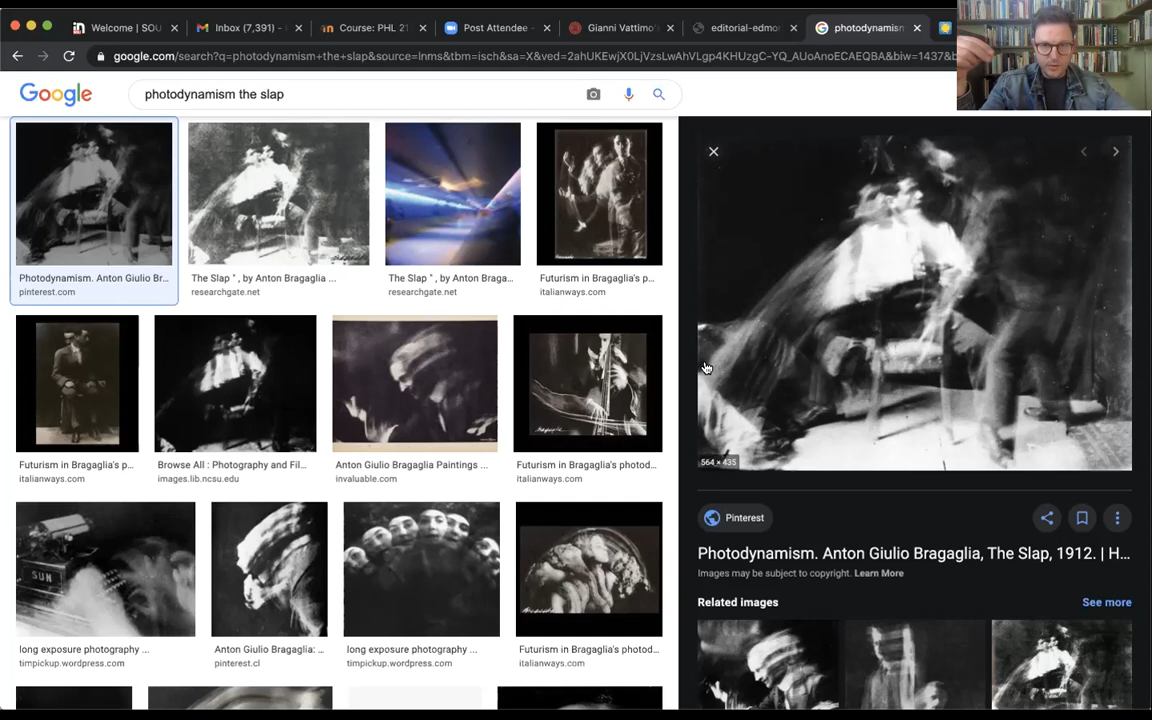 Welcome | SOU
Inbox (7,391) -
Course: PHL 21
Post Attendee -
Gianni Vattimo'
editorial-edmo
photodynamism
google.com/search?q=photodynamism+the+slap&source=lnms&tbm=isch&sa=X&ved=2ahUKEwjX0LjVzsLwAhVLgp4KHUzgC-YQ_AUoAnoECAEQBA&biw=1437&b
Google
photodynamism the slap
Photodynamism. Anton Giulio Br...
pinterest.com
The Slap " , by Anton Bragaglia ...
researchgate.net
The Slap " , by Anton Braga...
researchgate.net
Futurism in Bragaglia's p...
italianways.com
Futurism in Bragaglia's p...
italianways.com
Browse All : Photography and Fil...
images.lib.ncsu.edu
Anton Giulio Bragaglia Paintings ...
invaluable.com
Futurism in Bragaglia's photod...
italianways.com
SUN
long exposure photography ...
timpickup.wordpress.com
Anton Giulio Bragaglia: ...
pinterest.cl
long exposure photography ...
timpickup.wordpress.com
Futurism in Bragaglia's photod...
italianways.com
564 × 435
Pinterest
Photodynamism. Anton Giulio Bragaglia, The Slap, 1912. | H...
Images may be subject to copyright. Learn More
Related images
See more